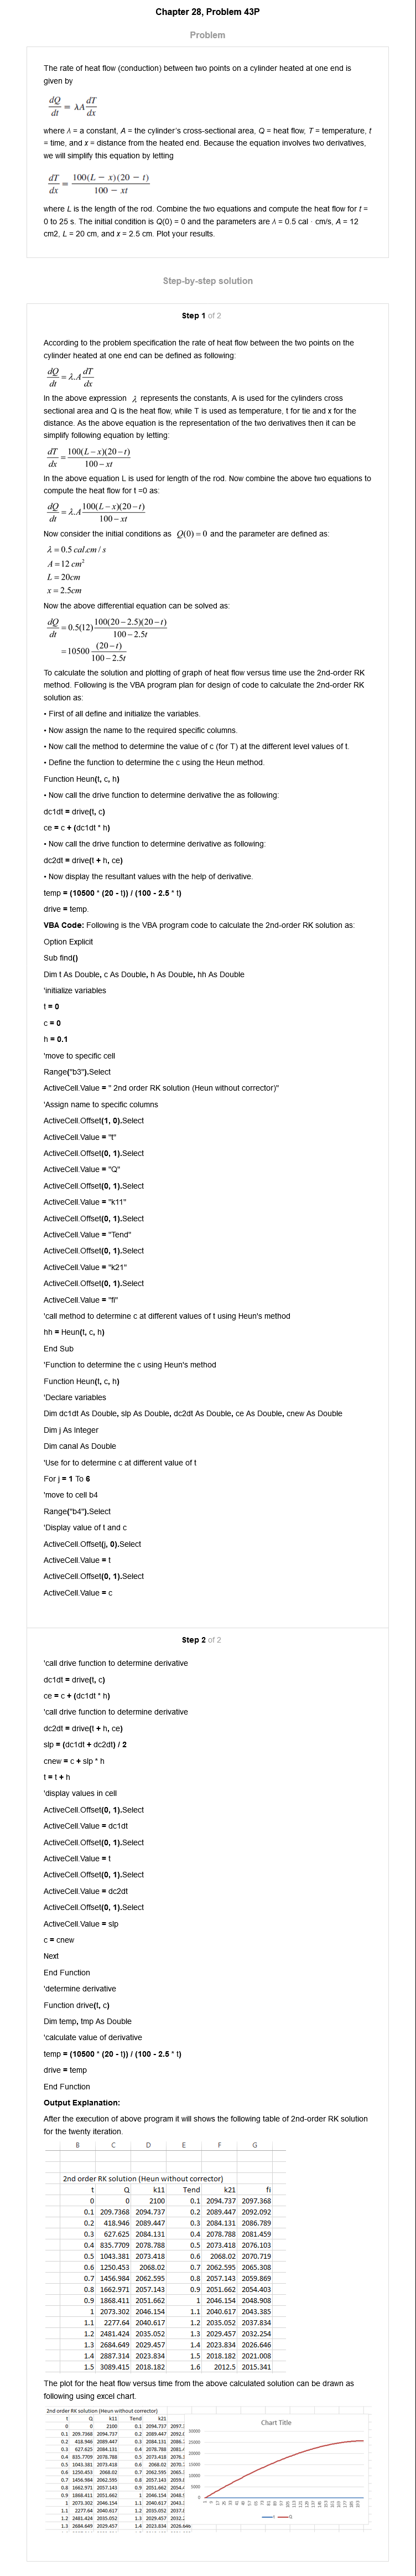 Chapter 28, Problem 43P
Problem
The rate of heat flow (conduction) between two points on a cylinder heated at one end is
given by
dQ/dt = λA dT/dx
where λ = a constant, A = the cylinder's cross-sectional area, Q = heat flow, T = temperature, t
= time, and x = distance from the heated end. Because the equation involves two derivatives,
we will simplify this equation by letting
dT/dx = 100(L − x)(20 − t) / 100 − xt
where L is the length of the rod. Combine the two equations and compute the heat flow for t =
0 to 25 s. The initial condition is Q(0) = 0 and the parameters are λ = 0.5 cal · cm/s, A = 12
cm2, L = 20 cm, and x = 2.5 cm. Plot your results.
Step-by-step solution
Step 1 of 2
According to the problem specification the rate of heat flow between the two points on the
cylinder heated at one end can be defined as following:
dQ/dt = λ.A dT/dx
In the above expression λ represents the constants, A is used for the cylinders cross
sectional area and Q is the heat flow, while T is used as temperature, t for tie and x for the
distance. As the above equation is the representation of the two derivatives then it can be
simplify following equation by letting:
dT/dx = 100(L−x)(20−t) / 100−xt
In the above equation L is used for length of the rod. Now combine the above two equations to
compute the heat flow for t =0 as:
dQ/dt = λ.A 100(L−x)(20−t) / 100−xt
Now consider the initial conditions as Q(0) = 0 and the parameter are defined as:
λ = 0.5 cal.cm / s
A = 12 cm²
L = 20cm
x = 2.5cm
Now the above differential equation can be solved as:
dQ/dt = 0.5(12) 100(20−2.5)(20−t) / 100−2.5t
= 10500 (20−t) / 100−2.5t
To calculate the solution and plotting of graph of heat flow versus time use the 2nd-order RK
method. Following is the VBA program plan for design of code to calculate the 2nd-order RK
solution as:
• First of all define and initialize the variables.
• Now assign the name to the required specific columns.
• Now call the method to determine the value of c (for T) at the different level values of t.
• Define the function to determine the c using the Heun method.
Function Heun(t, c, h)
• Now call the drive function to determine derivative the as following:
dc1dt = drive(t, c)
ce = c + (dc1dt * h)
• Now call the drive function to determine derivative as following:
dc2dt = drive(t + h, ce)
• Now display the resultant values with the help of derivative.
temp = (10500 * (20 - t)) / (100 - 2.5 * t)
drive = temp.
VBA Code: Following is the VBA program code to calculate the 2nd-order RK solution as:
Option Explicit
Sub find()
Dim t As Double, c As Double, h As Double, hh As Double
'initialize variables
t = 0
c = 0
h = 0.1
'move to specific cell
Range("b3").Select
ActiveCell.Value = " 2nd order RK solution (Heun without corrector)"
'Assign name to specific columns
ActiveCell.Offset(1, 0).Select
ActiveCell.Value = "t"
ActiveCell.Offset(0, 1).Select
ActiveCell.Value = "Q"
ActiveCell.Offset(0, 1).Select
ActiveCell.Value = "k11"
ActiveCell.Offset(0, 1).Select
ActiveCell.Value = "Tend"
ActiveCell.Offset(0, 1).Select
ActiveCell.Value = "k21"
ActiveCell.Offset(0, 1).Select
ActiveCell.Value = "fi"
'call method to determine c at different values of t using Heun's method
hh = Heun(t, c, h)
End Sub
'Function to determine the c using Heun's method
Function Heun(t, c, h)
'Declare variables
Dim dc1dt As Double, slp As Double, dc2dt As Double, ce As Double, cnew As Double
Dim j As Integer
Dim canal As Double
'Use for to determine c at different value of t
For j = 1 To 6
'move to cell b4
Range("b4").Select
'Display value of t and c
ActiveCell.Offset(j, 0).Select
ActiveCell.Value = t
ActiveCell.Offset(0, 1).Select
ActiveCell.Value = c
Step 2 of 2
'call drive function to determine derivative
dc1dt = drive(t, c)
ce = c + (dc1dt * h)
'call drive function to determine derivative
dc2dt = drive(t + h, ce)
slp = (dc1dt + dc2dt) / 2
cnew = c + slp * h
t = t + h
'display values in cell
ActiveCell.Offset(0, 1).Select
ActiveCell.Value = dc1dt
ActiveCell.Offset(0, 1).Select
ActiveCell.Value = t
ActiveCell.Offset(0, 1).Select
ActiveCell.Value = dc2dt
ActiveCell.Offset(0, 1).Select
ActiveCell.Value = slp
c = cnew
Next
End Function
'determine derivative
Function drive(t, c)
Dim temp, tmp As Double
'calculate value of derivative
temp = (10500 * (20 - t)) / (100 - 2.5 * t)
drive = temp
End Function
Output Explanation:
After the execution of above program it will shows the following table of 2nd-order RK solution
for the twenty iteration.
B C D E F G
2nd order RK solution (Heun without corrector)
t Q k11 Tend k21 fi
0 0 2100 0.1 2094.737 2097.368
0.1 209.7368 2094.737 0.2 2089.447 2092.092
0.2 418.946 2089.447 0.3 2084.131 2086.789
0.3 627.625 2084.131 0.4 2078.788 2081.459
0.4 835.7709 2078.788 0.5 2073.418 2076.103
0.5 1043.381 2073.418 0.6 2068.02 2070.719
0.6 1250.453 2068.02 0.7 2062.595 2065.308
0.7 1456.984 2062.595 0.8 2057.143 2059.869
0.8 1662.971 2057.143 0.9 2051.662 2054.403
0.9 1868.411 2051.662 1 2046.154 2048.908
1 2073.302 2046.154 1.1 2040.617 2043.385
1.1 2277.64 2040.617 1.2 2035.052 2037.834
1.2 2481.424 2035.052 1.3 2029.457 2032.254
1.3 2684.649 2029.457 1.4 2023.834 2026.646
1.4 2887.314 2023.834 1.5 2018.182 2021.008
1.5 3089.415 2018.182 1.6 2012.5 2015.341
The plot for the heat flow versus time from the above calculated solution can be drawn as
following using excel chart.
2nd order RK solution (Heun without corrector)
t Q k11 Tend k21
Chart Title